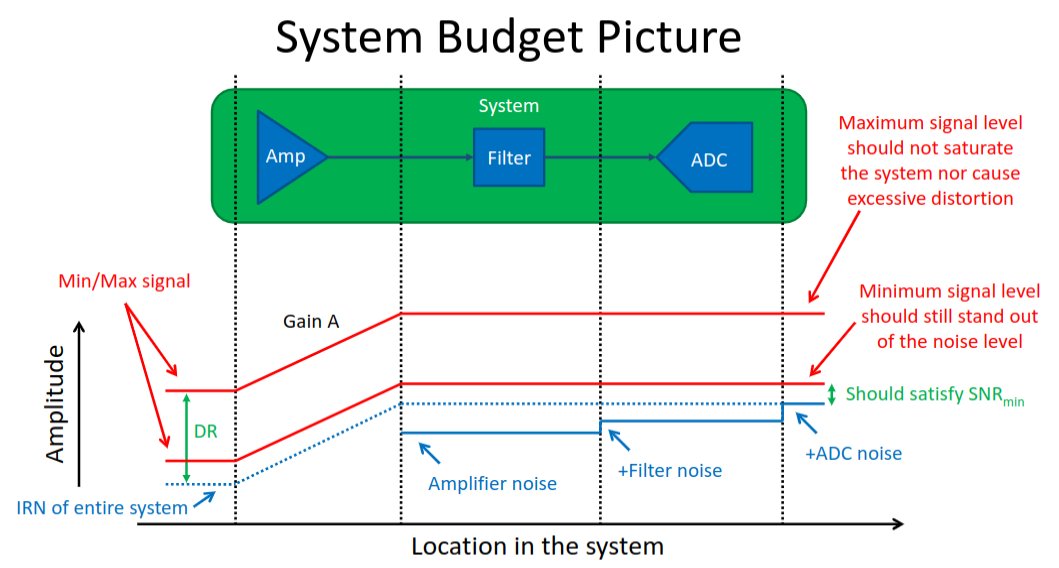 System Budget Picture
System
Amp
Filter
ADC
Maximum signal level
should not saturate
the system nor cause
excessive distortion
Min/Max signal
Gain A
Minimum signal level
should still stand out
of the noise level
Amplitude
DR
Should satisfy SNRmin
Amplifier noise
+Filter noise
+ADC noise
IRN of entire system
Location in the system